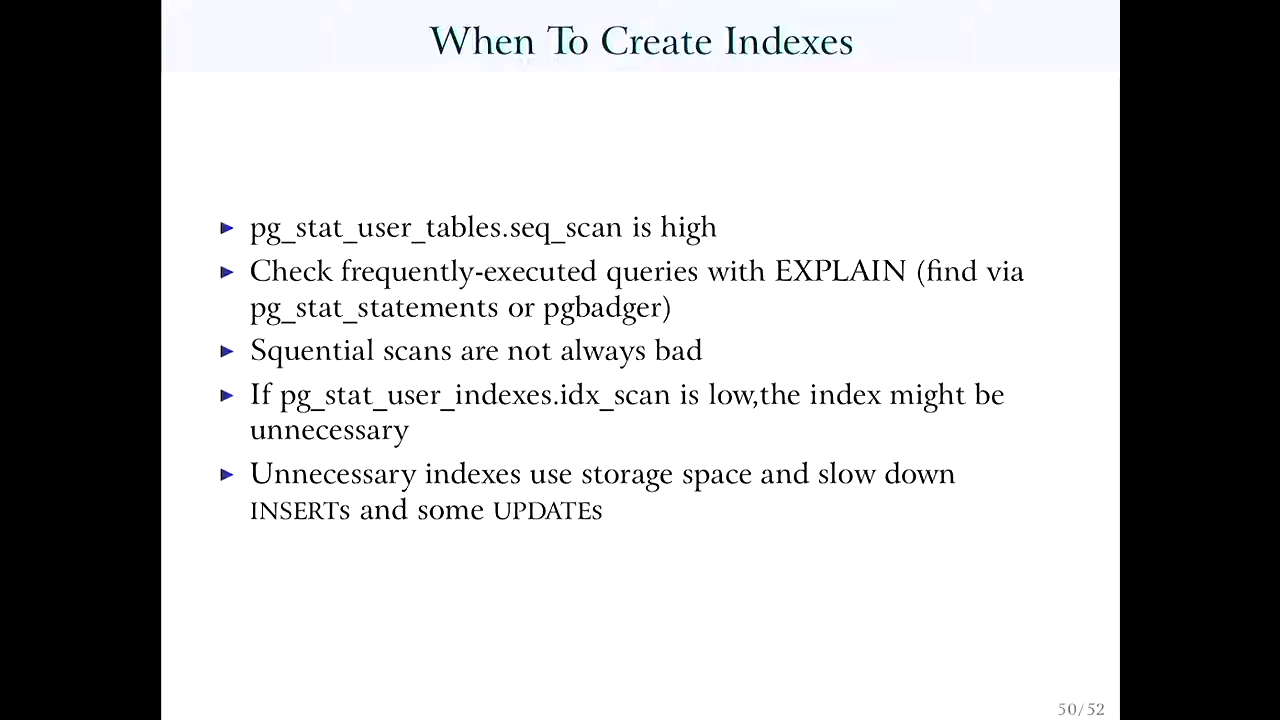 When To Create Indexes
▶ pg_stat_user_tables.seq_scan is high
▶ Check frequently-executed queries with EXPLAIN (find via
pg_stat_statements or pgbadger)
▶ Squential scans are not always bad
▶ If pg_stat_user_indexes.idx_scan is low,the index might be
unnecessary
▶ Unnecessary indexes use storage space and slow down
INSERTs and some UPDATEs
50/52